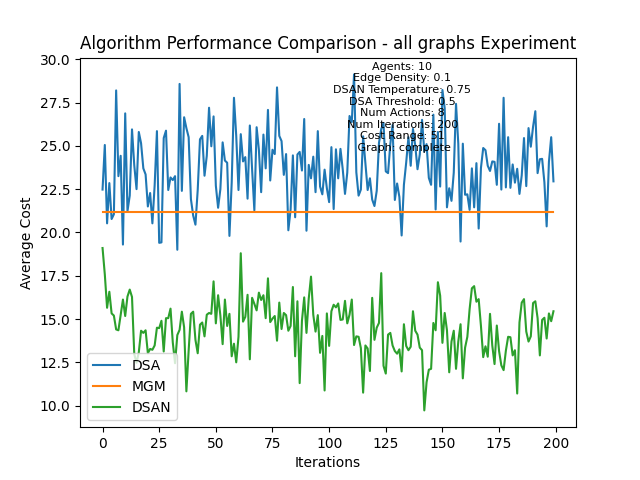 Algorithm Performance Comparison - all graphs Experiment
Agents: 10
Edge Density: 0.1
DSAN Temperature: 0.75
DSA Threshold: 0.5
Num Actions: 8
Num Iterations: 200
Cost Range: 51
Graph: complete
Average Cost
30.0
27.5
25.0
22.5
20.0
17.5
15.0
12.5
10.0
DSA
MGM
DSAN
0 25 50 75 100 125 150 175 200
Iterations